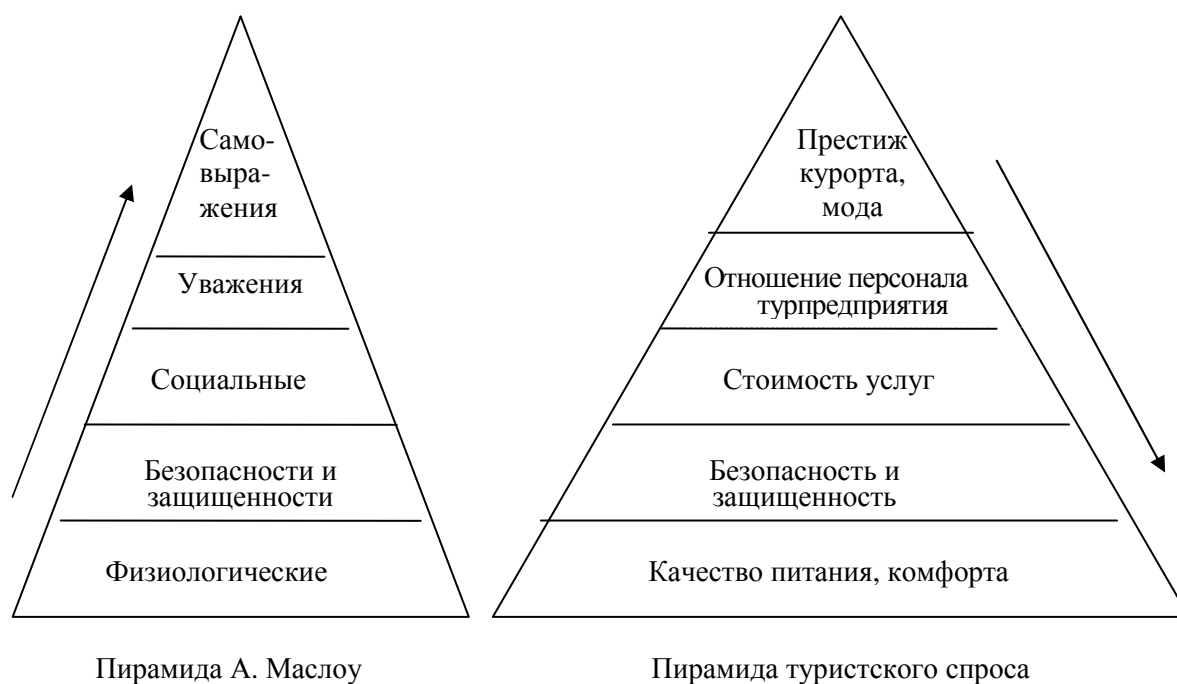 Само-
выра-
жения
Уважения
Социальные
Безопасности и
защищенности
Физиологические
Пирамида А. Маслоу
Престиж
курорта,
мода
Отношение персонала
турпредприятия
Стоимость услуг
Безопасность и
защищенность
Качество питания, комфорта
Пирамида туристского спроса